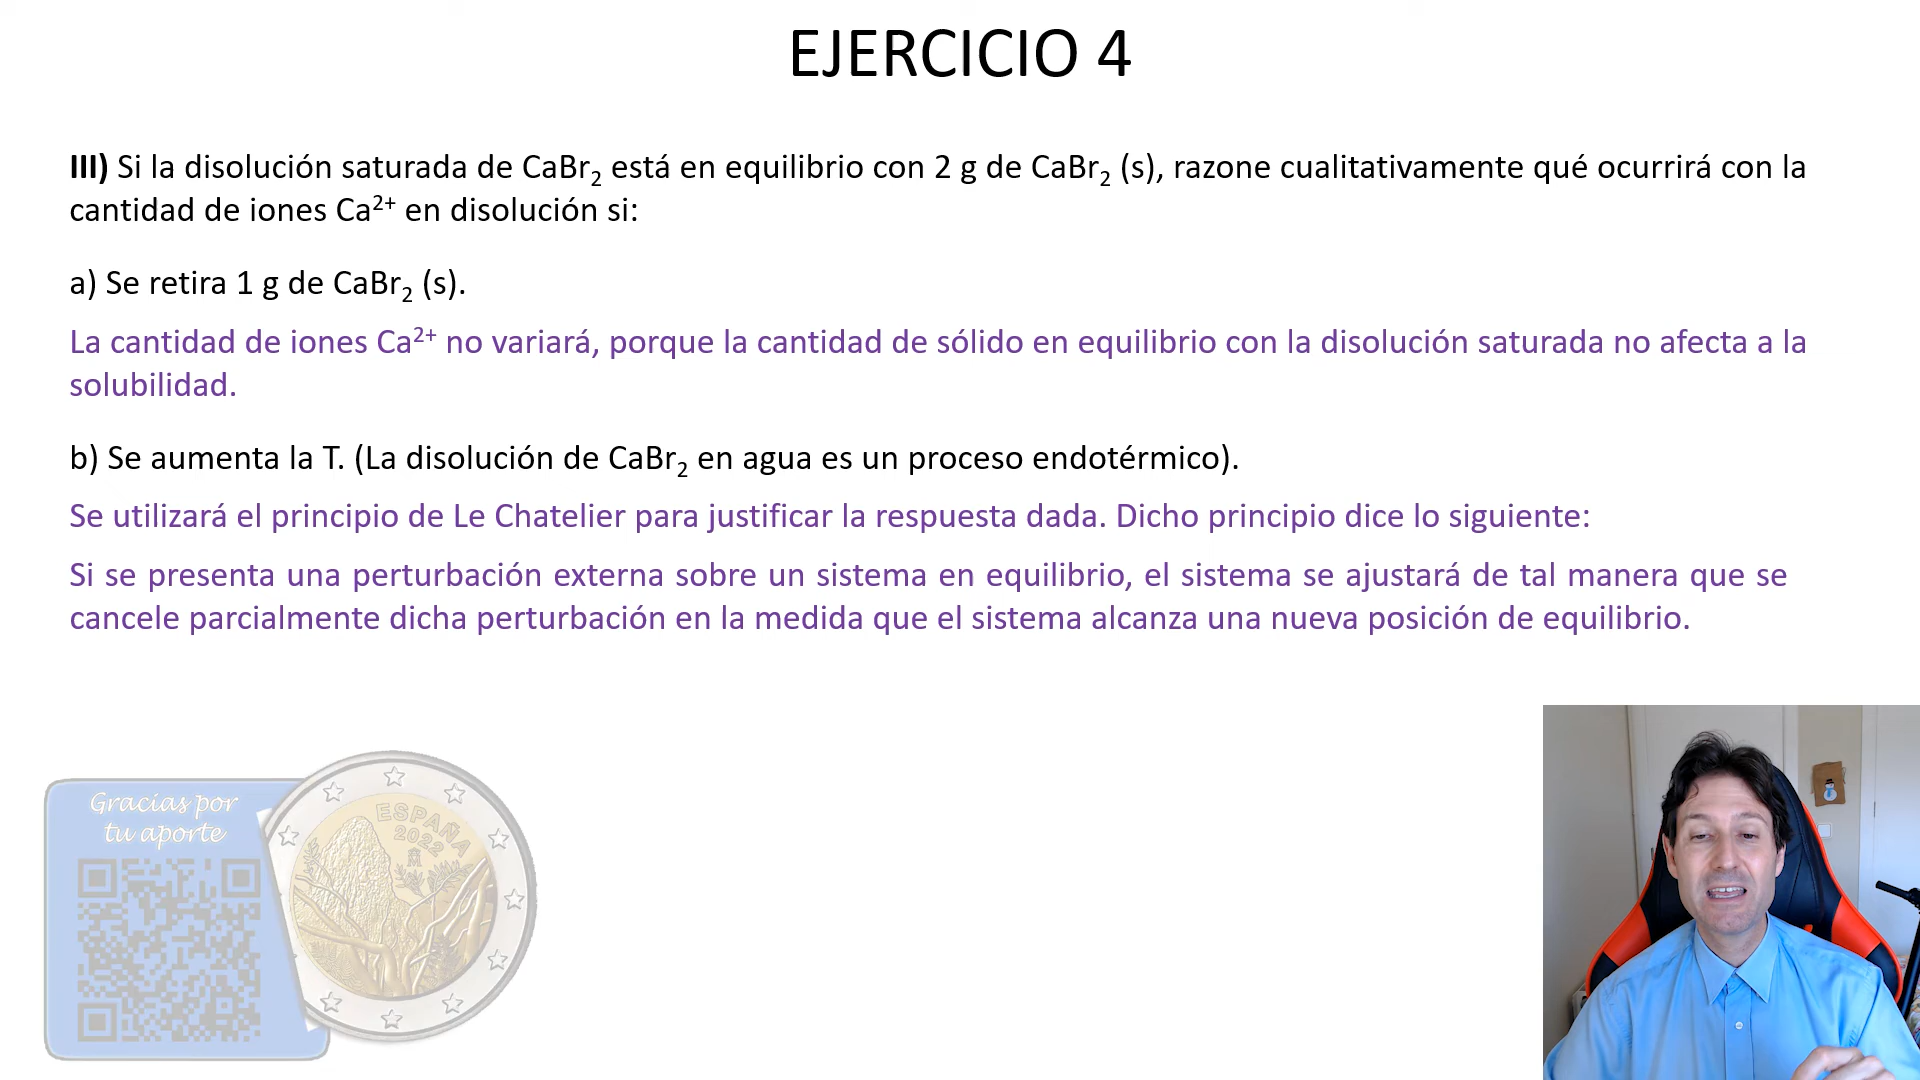 EJERCICIO 4
III) Si la disolución saturada de CaBr₂ está en equilibrio con 2 g de CaBr₂ (s), razone cualitativamente qué ocurrirá con la
cantidad de iones Ca²⁺ en disolución si:
a) Se retira 1 g de CaBr₂ (s).
La cantidad de iones Ca²⁺ no variará, porque la cantidad de sólido en equilibrio con la disolución saturada no afecta a la
solubilidad.
b) Se aumenta la T. (La disolución de CaBr₂ en agua es un proceso endotérmico).
Se utilizará el principio de Le Chatelier para justificar la respuesta dada. Dicho principio dice lo siguiente:
Si se presenta una perturbación externa sobre un sistema en equilibrio, el sistema se ajustará de tal manera que se
cancele parcialmente dicha perturbación en la medida que el sistema alcanza una nueva posición de equilibrio.
Gracias por
tu aporte
ESPAÑA
2022